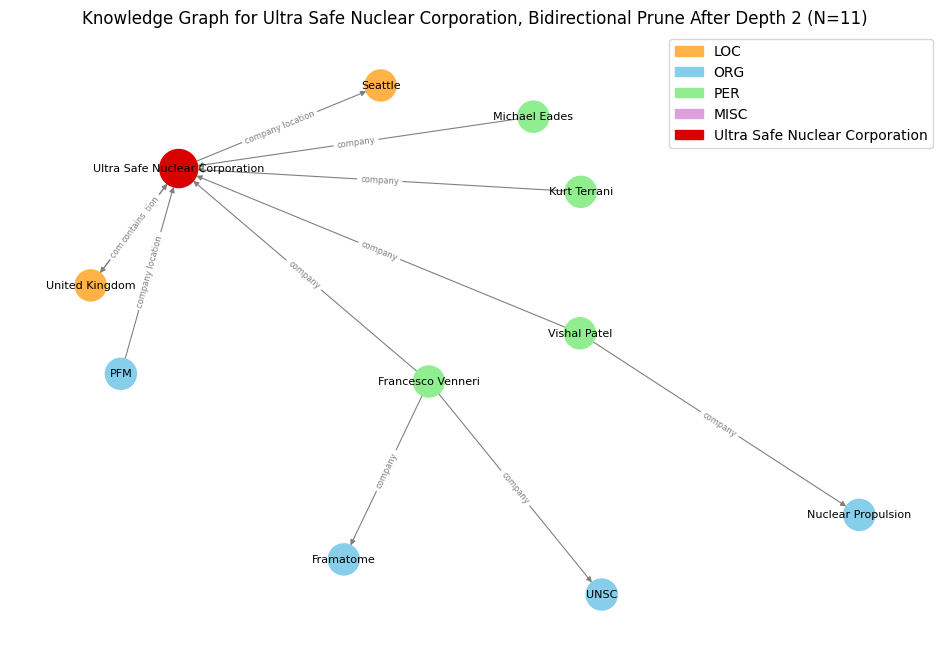 Knowledge Graph for Ultra Safe Nuclear Corporation, Bidirectional Prune After Depth 2 (N=11)
LOC
ORG
PER
MISC
Ultra Safe Nuclear Corporation
Seattle
Michael Eades
company location
company
Ultra Safe Nuclear Corporation
company
Kurt Terrani
com contains tion
company
company location
company
United Kingdom
Vishal Patel
PFM
Francesco Venneri
company
company
company
Nuclear Propulsion
Framatome
UNSC